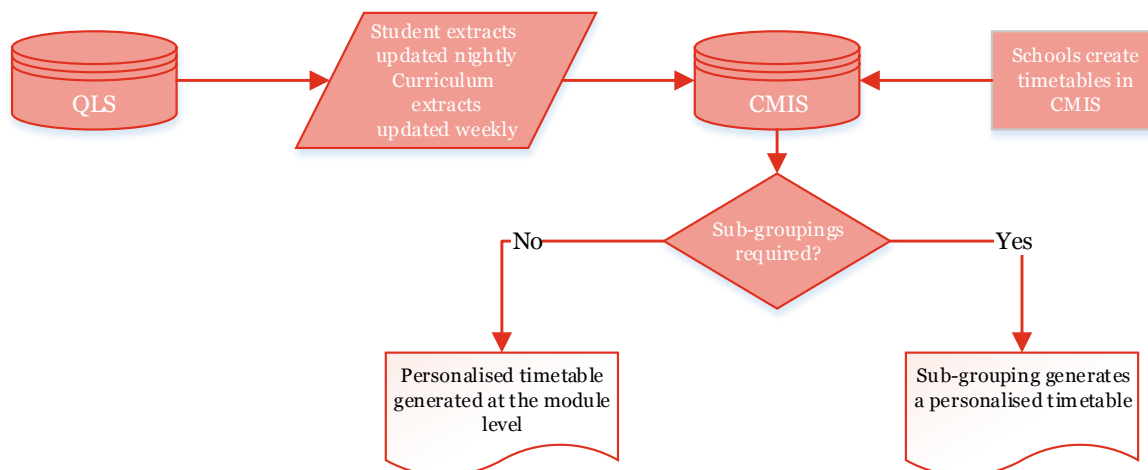 QLS
Student extracts
updated nightly
Curriculum
extracts
updated weekly
CMIS
Schools create
timetables in
CMIS
Sub-groupings
required?
No
Yes
Personalised timetable
generated at the module
level
Sub-grouping generates
a personalised timetable